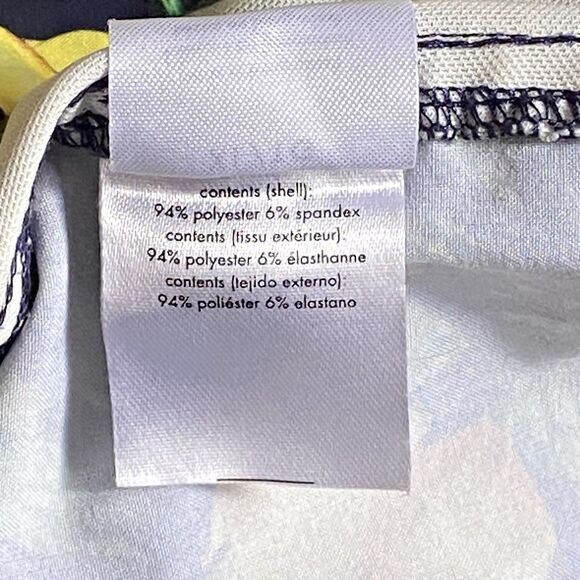 contents (shell):
94% polyester 6% spandex
contents (tissu extérieur):
94% polyester 6% élasthanne
contents (tejido externo):
94% poliéster 6% elastano